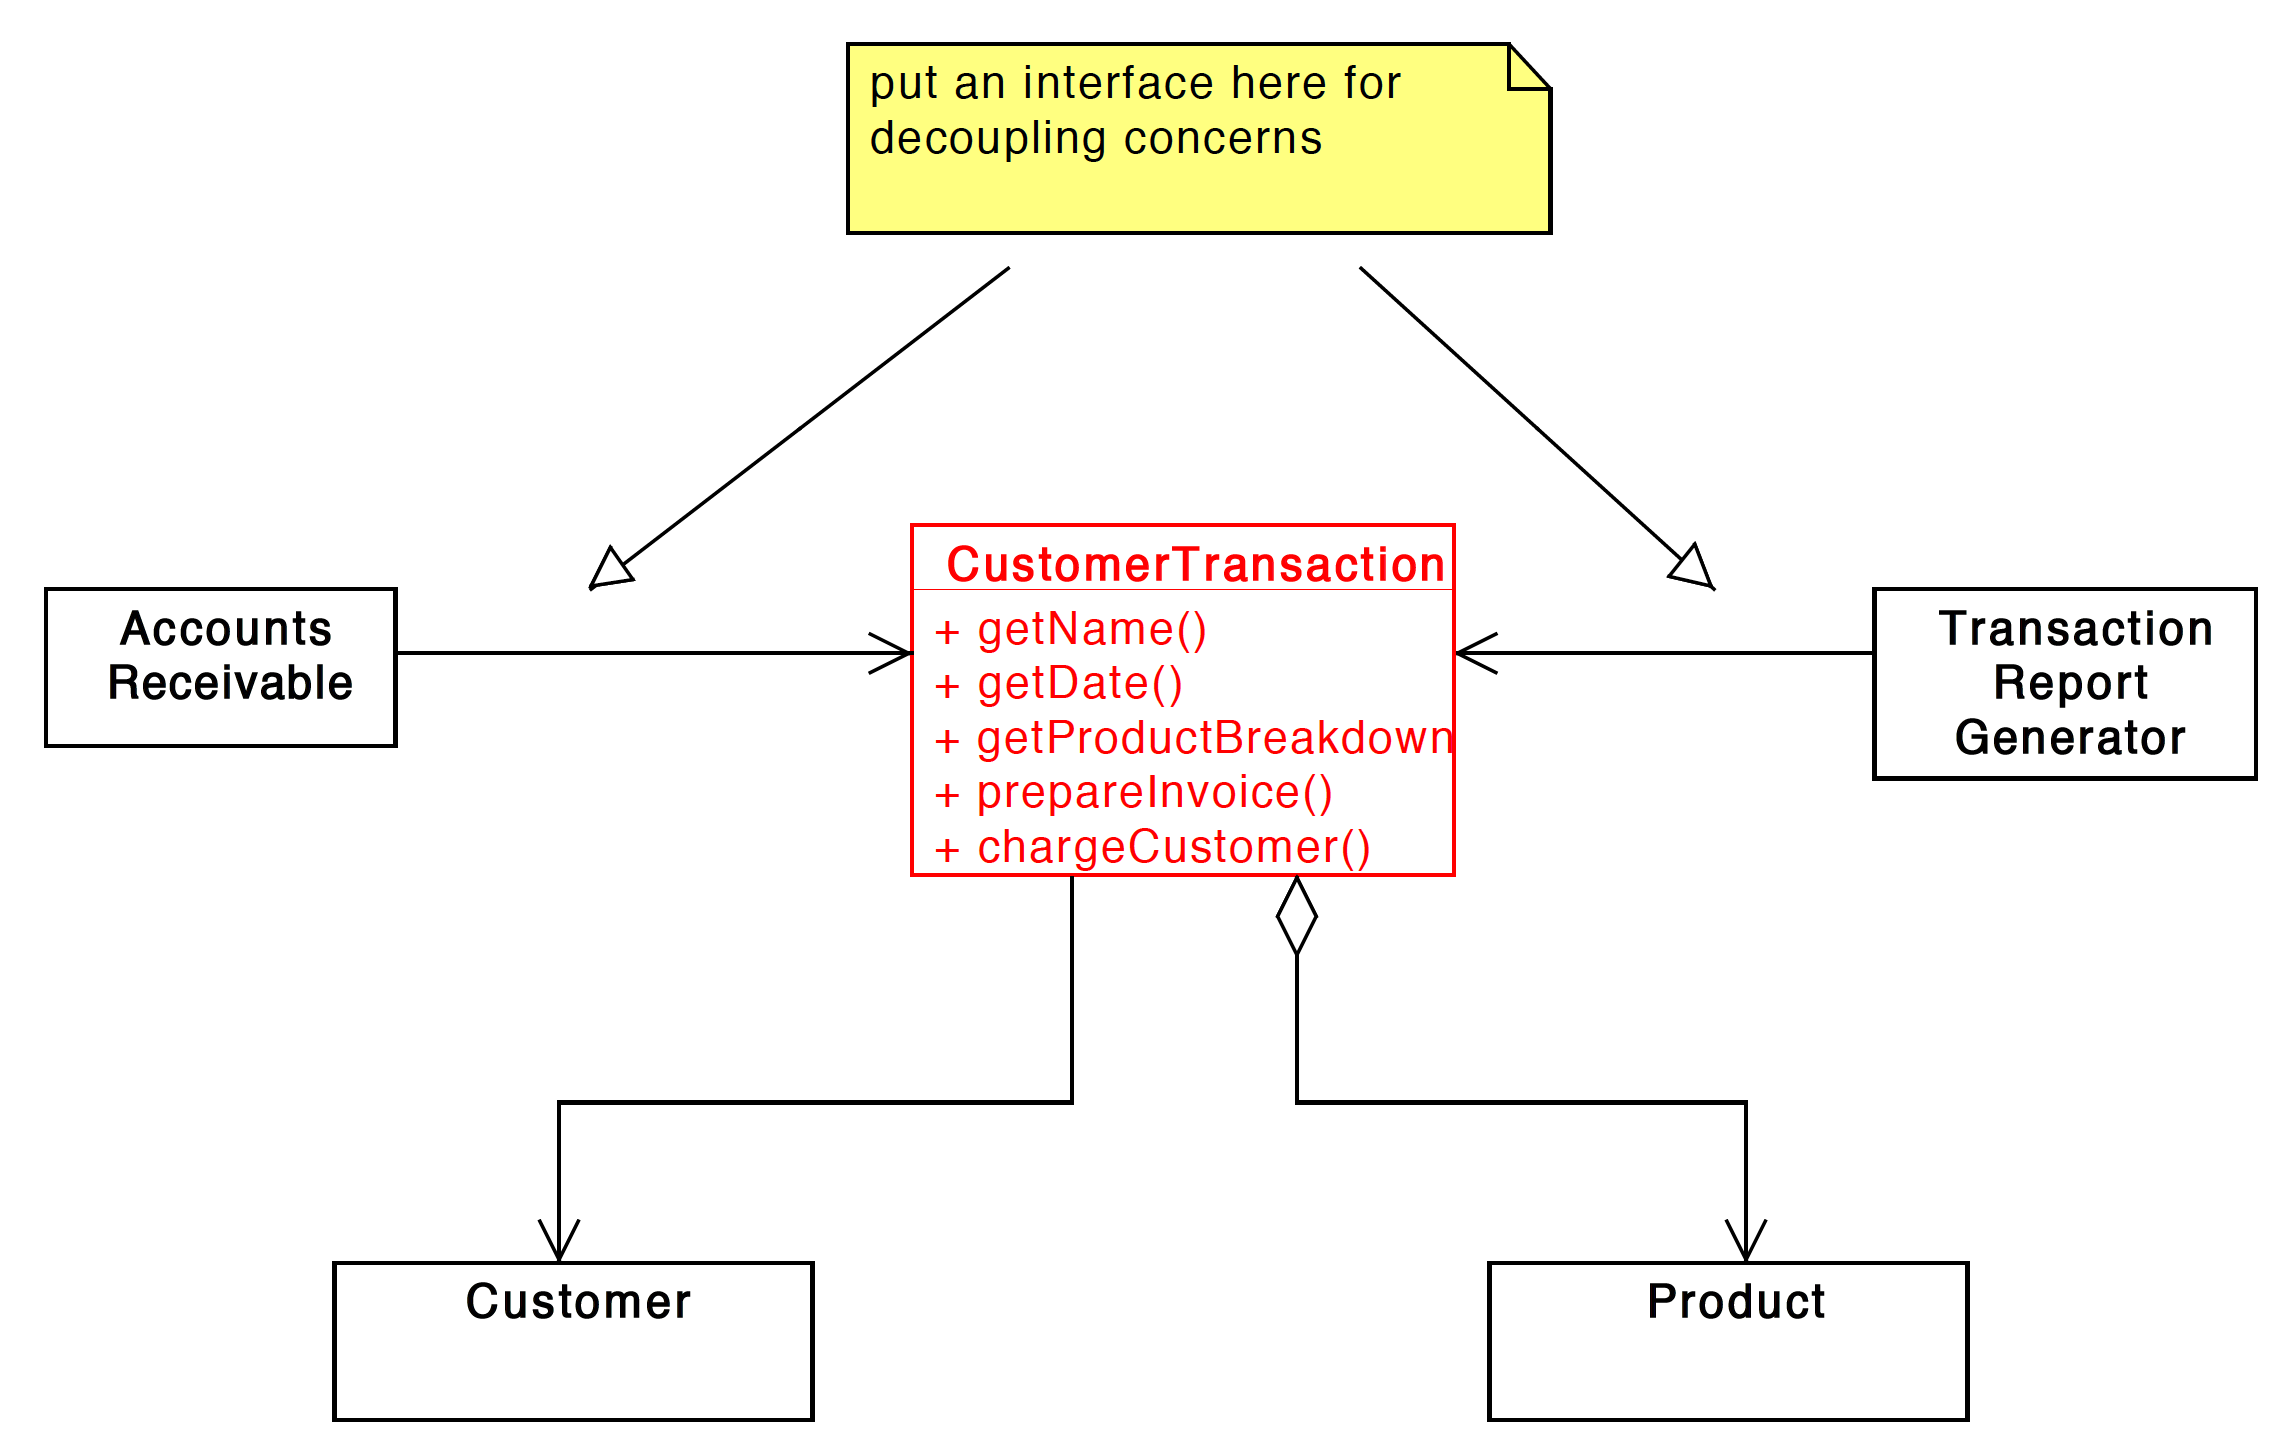 put an interface here for
decoupling concerns
CustomerTransaction
+ getName()
+ getDate()
+ getProductBreakdown
+ prepareInvoice()
+ chargeCustomer()
Accounts
Receivable
Transaction
Report
Generator
Customer
Product